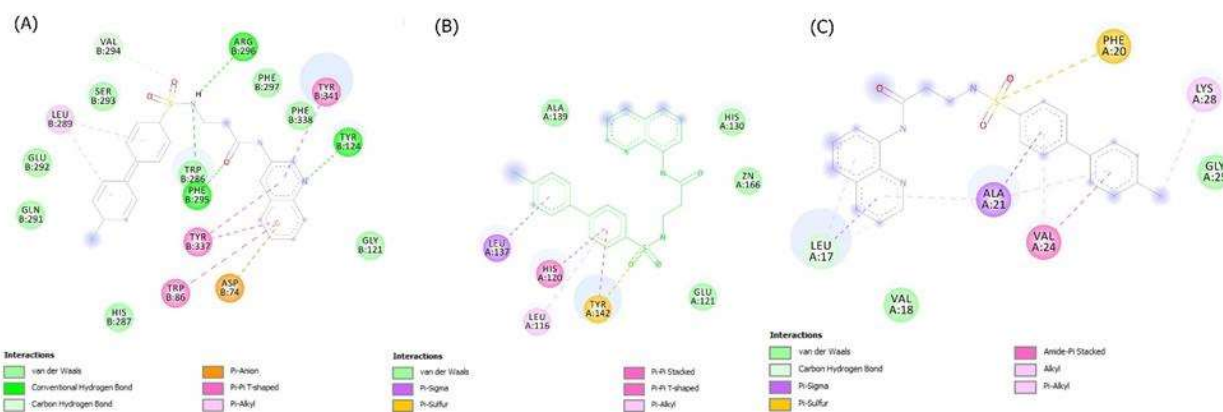 (A)
VAL
B:294
ARG
B:296
PHE
B:297
TYR
B:341
SER
B:293
LEU
B:289
PHE
B:338
TYR
B:124
GLU
B:292
TRP
B:286
PHE
B:295
GLN
B:291
TYR
B:337
GLY
B:121
TRP
B:86
ASP
B:74
HIS
B:287
H
N
O
O
S
O
Interactions
van der Waals
Conventional Hydrogen Bond
Carbon Hydrogen Bond
Pi-Anion
Pi-Pi T-shaped
Pi-Alkyl
(B)
ALA
A:139
HIS
A:130
ZN
A:166
LEU
A:137
HIS
A:120
TYR
A:142
GLU
A:121
LEU
A:116
Interactions
van der Waals
Pi-Sigma
Pi-Sulfur
Pi-Pi Stacked
Pi-Pi T-shaped
Pi-Alkyl
(C)
PHE
A:20
LYS
A:28
GLY
A:25
ALA
A:21
VAL
A:24
LEU
A:17
VAL
A:18
Interactions
van der Waals
Carbon Hydrogen Bond
Pi-Sigma
Pi-Sulfur
Amide-Pi Stacked
Alkyl
Pi-Alkyl